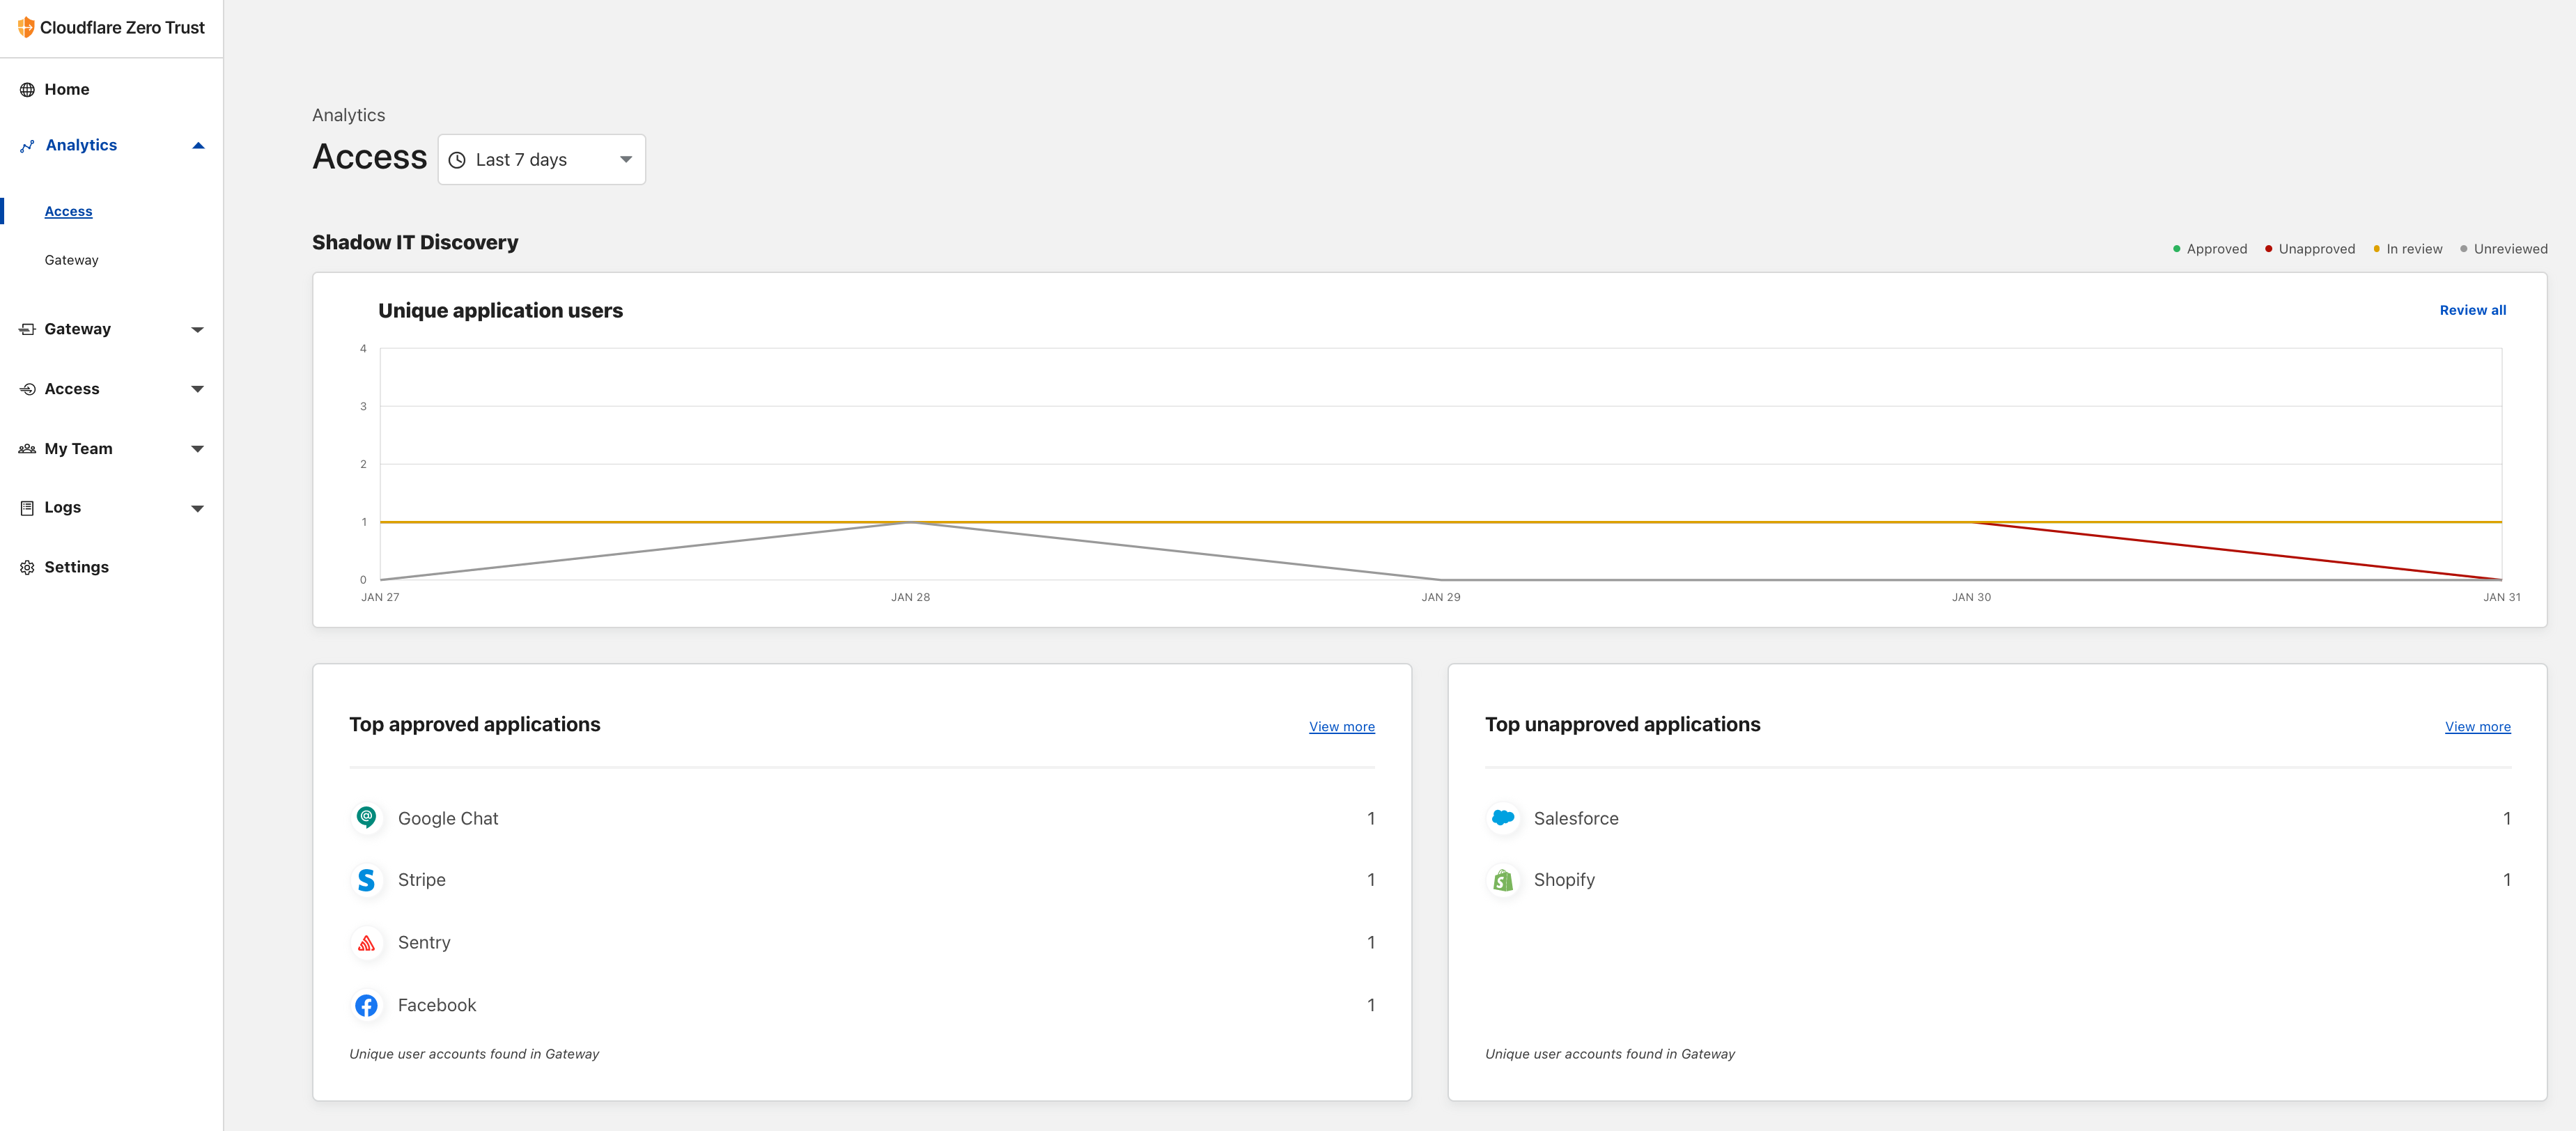 Cloudflare Zero Trust
Home
Analytics
Access
Gateway
Gateway
Access
My Team
Logs
Settings
Analytics
Access
Last 7 days
Shadow IT Discovery
Approved Unapproved In review Unreviewed
Unique application users
Review all
4
3
2
1
0
JAN 27 JAN 28 JAN 29 JAN 30 JAN 31
Top approved applications
View more
Google Chat 1
Stripe 1
Sentry 1
Facebook 1
Unique user accounts found in Gateway
Top unapproved applications
View more
Salesforce 1
Shopify 1
Unique user accounts found in Gateway